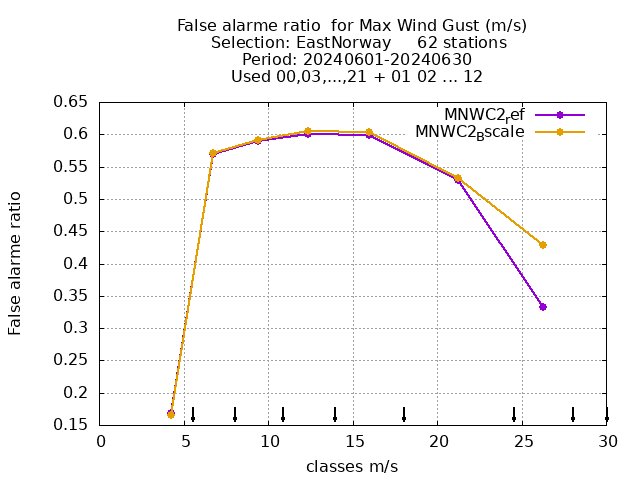 False alarme ratio  for Max Wind Gust (m/s)
Selection: EastNorway     62 stations
Period: 20240601-20240630
Used 00,03,...,21 + 01 02 ... 12
MNWC2_ref
MNWC2_Bscale
0.65
0.6
0.55
0.5
0.45
0.4
0.35
0.3
0.25
0.2
0.15
False alarme ratio
0 5 10 15 20 25 30
classes m/s